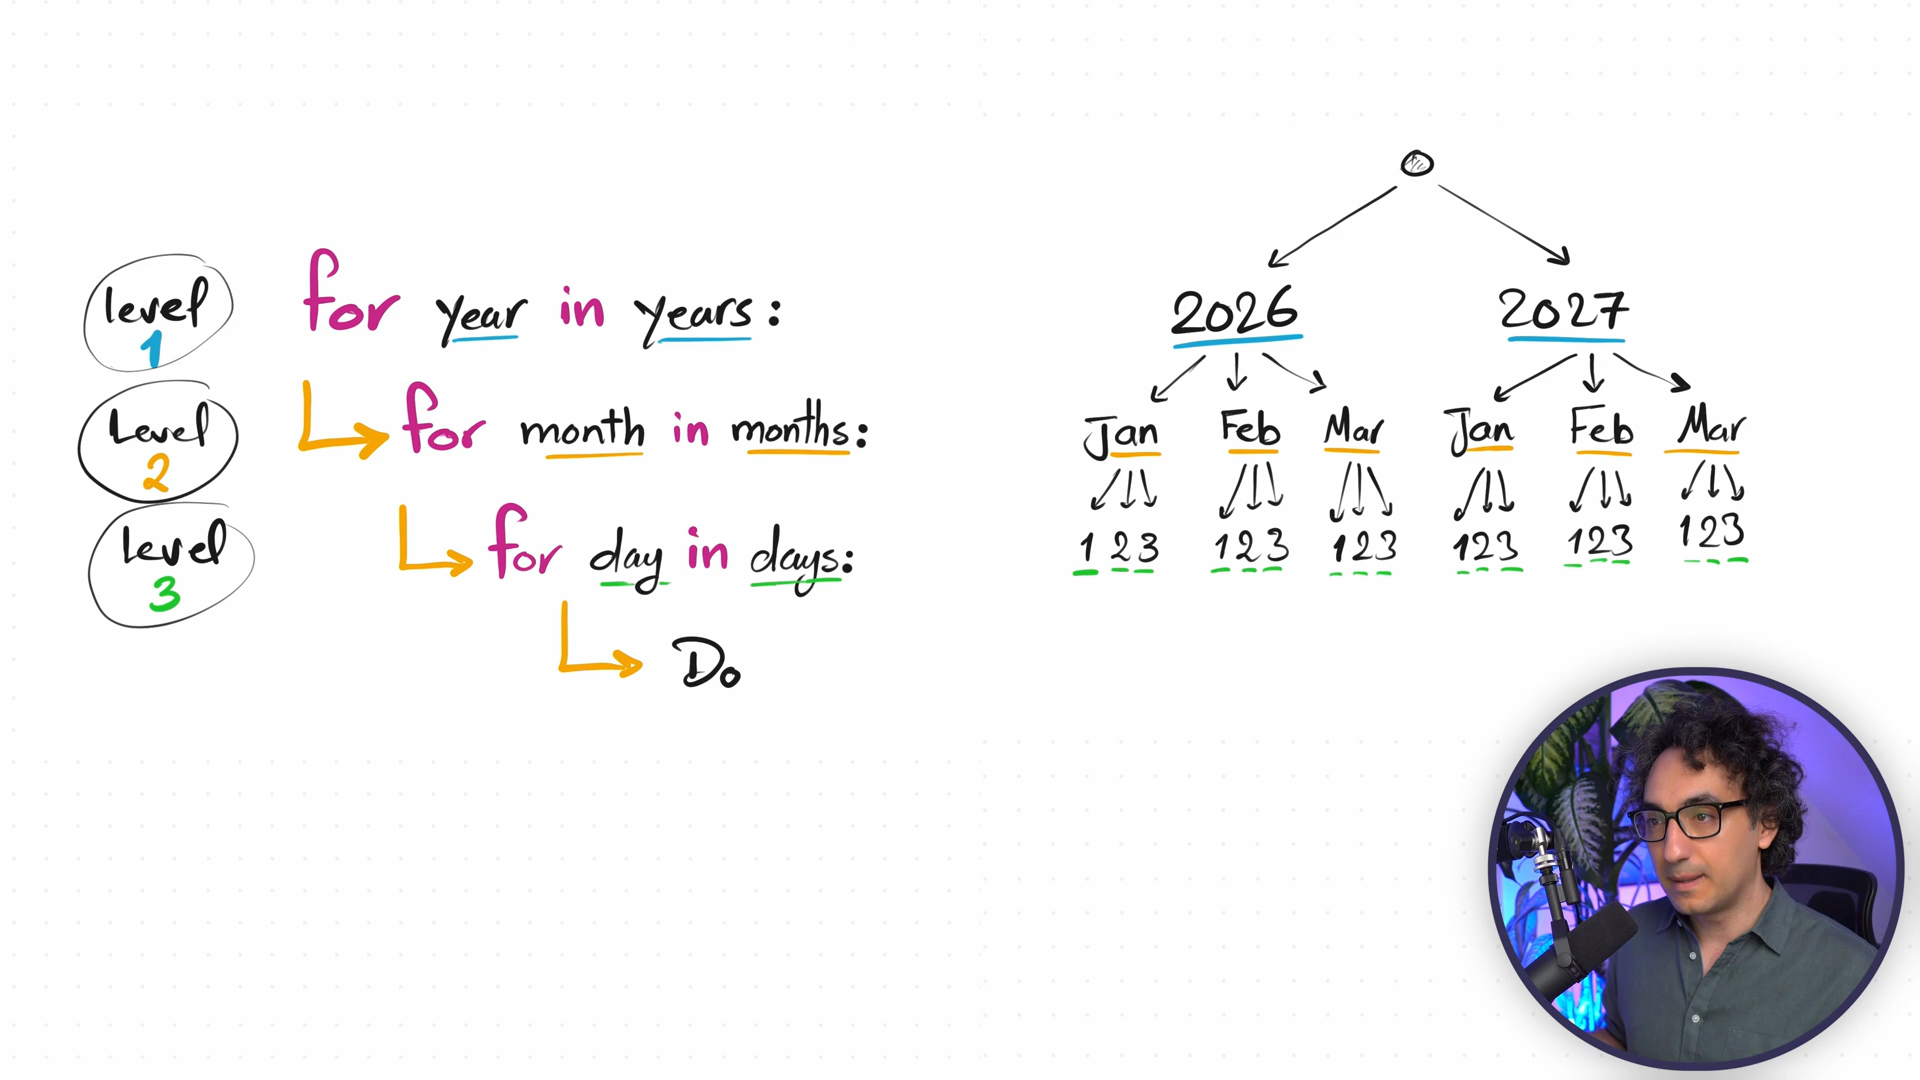 level
1
for year in years:
Level
2
for month in months:
level
3
for day in days:
Do
2026 2027
Jan Feb Mar Jan Feb Mar
1 2 3 1 2 3 1 2 3 1 2 3 1 2 3 1 2 3